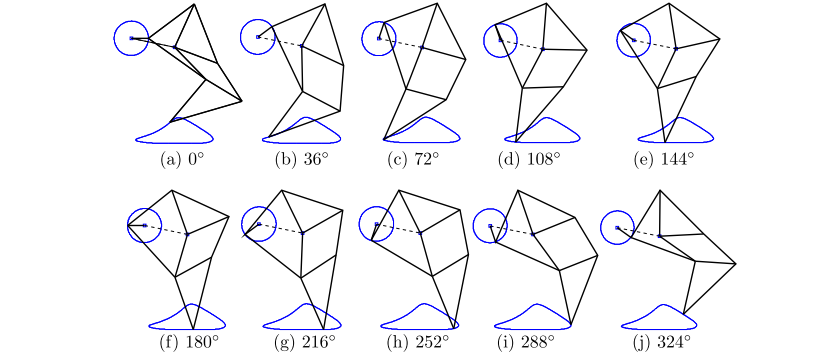 (a) 0° (b) 36° (c) 72° (d) 108° (e) 144°
(f) 180° (g) 216° (h) 252° (i) 288° (j) 324°